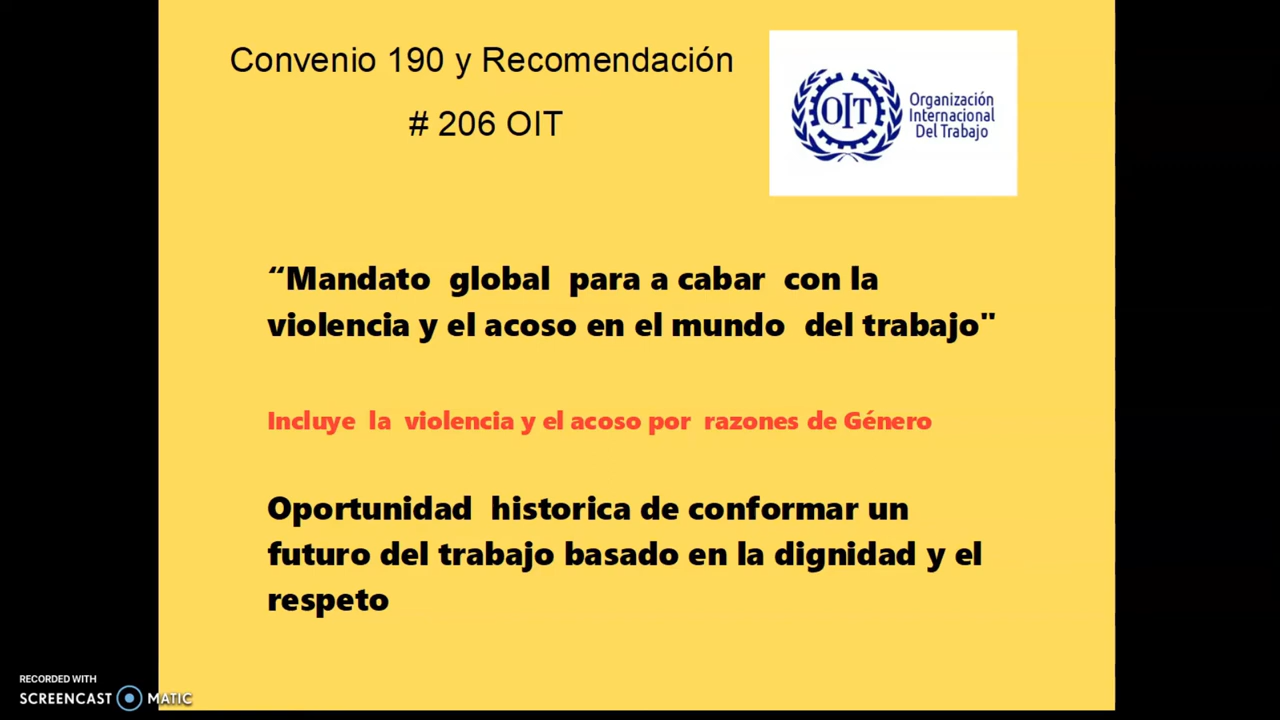 Convenio 190 y Recomendación
# 206 OIT
OIT
Organización
Internacional
Del Trabajo
“Mandato global para a cabar con la
violencia y el acoso en el mundo del trabajo"
Incluye la violencia y el acoso por razones de Género
Oportunidad historica de conformar un
futuro del trabajo basado en la dignidad y el
respeto
RECORDED WITH
SCREENCAST MATIC